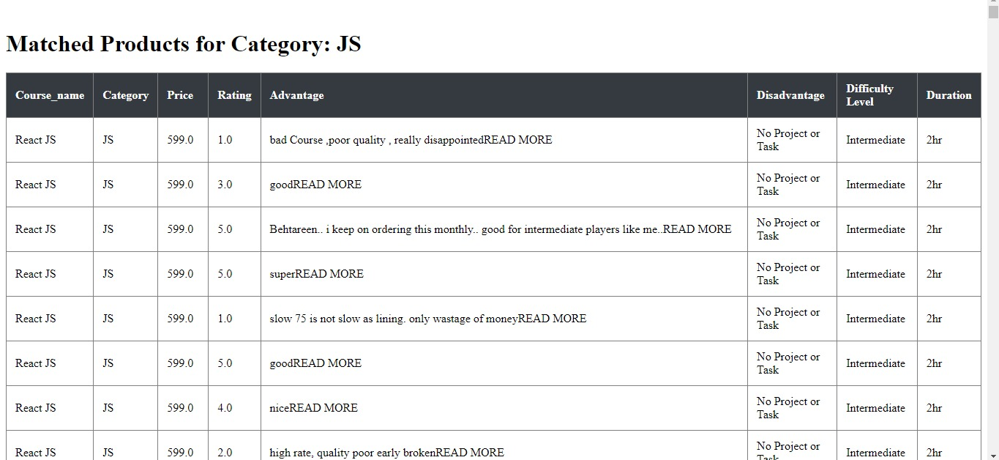 Matched Products for Category: JS
Course_name Category Price Rating Advantage Disadvantage Difficulty Level Duration
React JS JS 599.0 1.0 bad Course ,poor quality , really disappointedREAD MORE No Project or Task Intermediate 2hr
React JS JS 599.0 3.0 goodREAD MORE No Project or Task Intermediate 2hr
React JS JS 599.0 5.0 Behtareen.. i keep on ordering this monthly.. good for intermediate players like me..READ MORE No Project or Task Intermediate 2hr
React JS JS 599.0 5.0 superREAD MORE No Project or Task Intermediate 2hr
React JS JS 599.0 1.0 slow 75 is not slow as lining. only wastage of moneyREAD MORE No Project or Task Intermediate 2hr
React JS JS 599.0 5.0 goodREAD MORE No Project or Task Intermediate 2hr
React JS JS 599.0 4.0 niceREAD MORE No Project or Task Intermediate 2hr
React JS JS 599.0 2.0 high rate, quality poor early brokenREAD MORE No Project or Task Intermediate 2hr